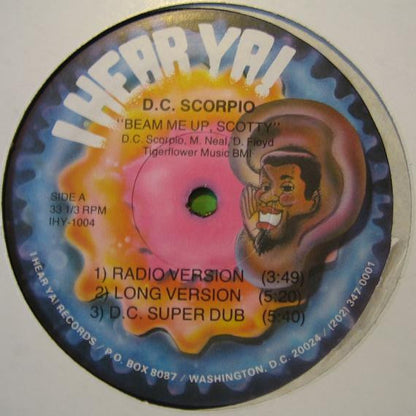 I HEAR YA!
D.C. SCORPIO
"BEAM ME UP, SCOTTY"
D.C. Scorpio, M. Neal, D. Floyd
Tigerflower Music BMI
SIDE A
33 1/3 RPM
IHY-1004
1) RADIO VERSION (3:49)
2) LONG VERSION (5:20)
3) D.C. SUPER DUB (5:40)
I HEAR YA! RECORDS / P.O. BOX 8087 / WASHINGTON, D.C. 20024 / (202) 347-0001